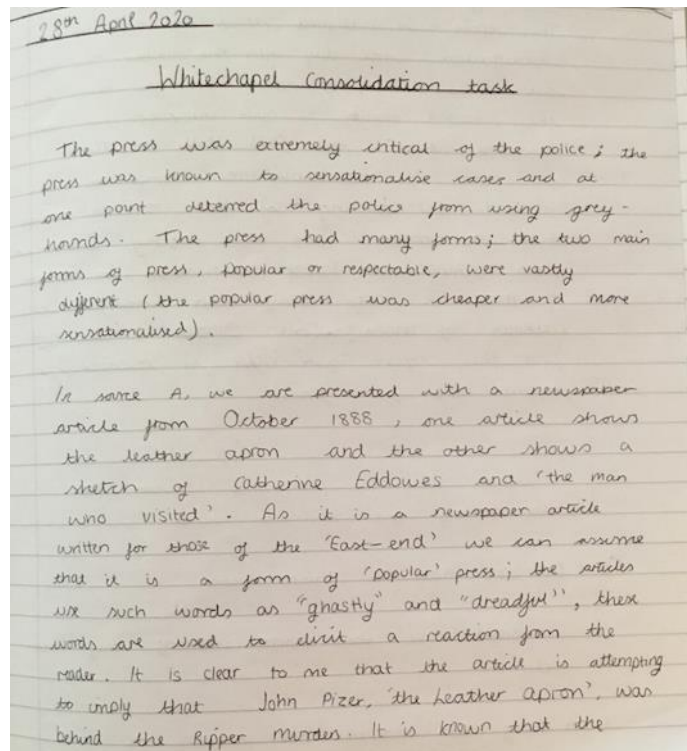 28th April 2020
Whitechapel Consolidation task
The press was extremely critical of the police; the
press was known to sensationalise cases and at
one point deterred the police from using grey-
hounds. The press had many forms; the two main
forms of press, popular or respectable, were vastly
different (the popular press was cheaper and more
sensationalised).
In source A, we are presented with a newspaper
article from October 1888, one article shows
the leather apron and the other shows a
sketch of Catherine Eddowes and 'the man
who visited'. As it is a newspaper article
written for those of the 'East-end' we can assume
that it is a form of 'popular' press; the articles
use such words as "ghastly" and "dreadful", these
words are used to elicit a reaction from the
reader. It is clear to me that the article is attempting
to imply that John Pizer, 'the Leather apron', was
behind the Ripper murders. It is known that the